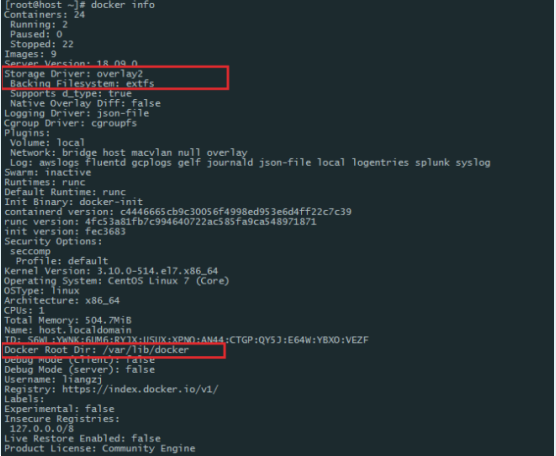 [root@host ~]# docker info
Containers: 24
Running: 2
Paused: 0
Stopped: 22
Images: 9
Server Version: 18.09.0
Storage Driver: overlay2
Backing Filesystem: extfs
Supports d_type: true
Native Overlay Diff: false
Logging Driver: json-file
Cgroup Driver: cgroupfs
Plugins:
Volume: local
Network: bridge host macvlan null overlay
Log: awslogs fluentd gcplogs gelf journald json-file local logentries splunk syslog
Swarm: inactive
Runtimes: runc
Default Runtime: runc
Init Binary: docker-init
containerd version: c4446665cb9c30056f4998ed953e6d4ff22c7c39
runc version: 4fc53a81fb7c994640722ac585fa9ca548971871
init version: fec3683
Security Options:
seccomp
Profile: default
Kernel Version: 3.10.0-514.el7.x86_64
Operating System: CentOS Linux 7 (Core)
OSType: linux
Architecture: x86_64
CPUs: 1
Total Memory: 504.7MiB
Name: host.localdomain
ID: S6WL:YWNK:6UM6:RYJX:USUX:XPNO:AN44:CTGP:QY5J:E64W:YBXO:VEZF
Docker Root Dir: /var/lib/docker
Debug Mode (client): false
Debug Mode (server): false
Username: liangzj
Registry: https://index.docker.io/v1/
Labels:
Experimental: false
Insecure Registries:
127.0.0.0/8
Live Restore Enabled: false
Product License: Community Engine